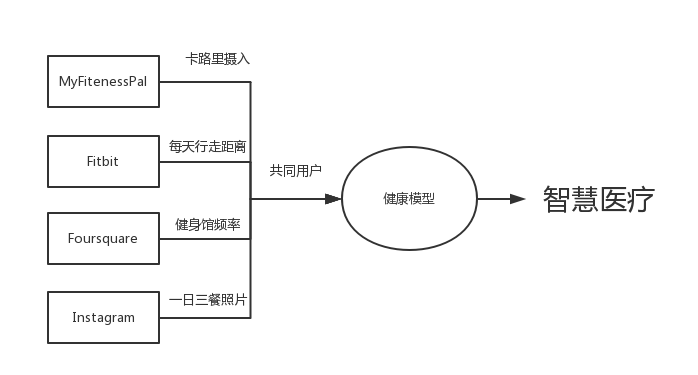 卡路里摄入
MyFitenessPal
每天行走距离
Fitbit
共同用户
健康模型
智慧医疗
健身馆频率
Foursquare
一日三餐照片
Instagram